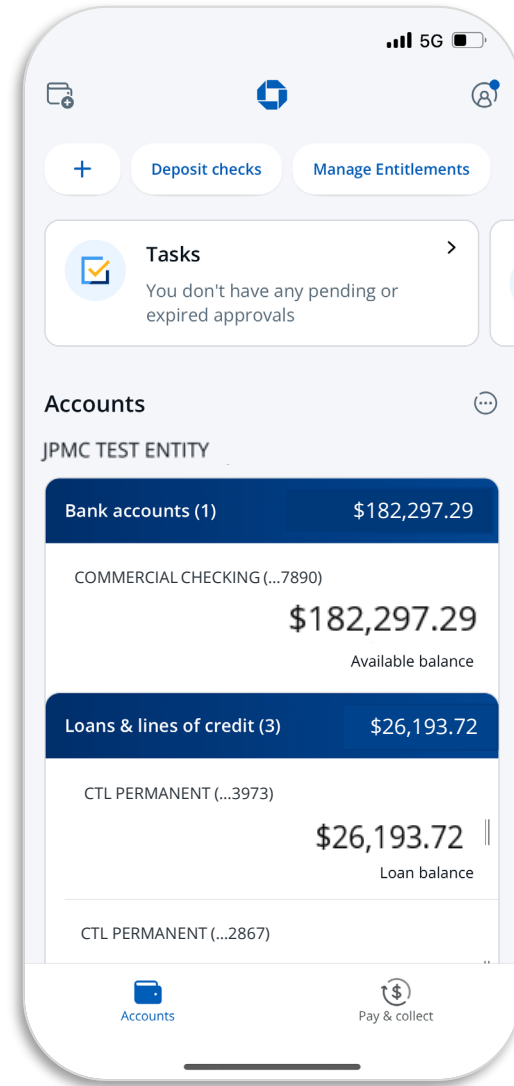 5G
+
Deposit checks
Manage Entitlements
Tasks
You don't have any pending or
expired approvals
Accounts
JPMC TEST ENTITY
Bank accounts (1) $182,297.29
COMMERCIAL CHECKING (...7890)
$182,297.29
Available balance
Loans & lines of credit (3) $26,193.72
CTL PERMANENT (...3973)
$26,193.72
Loan balance
CTL PERMANENT (...2867)
Accounts
Pay & collect